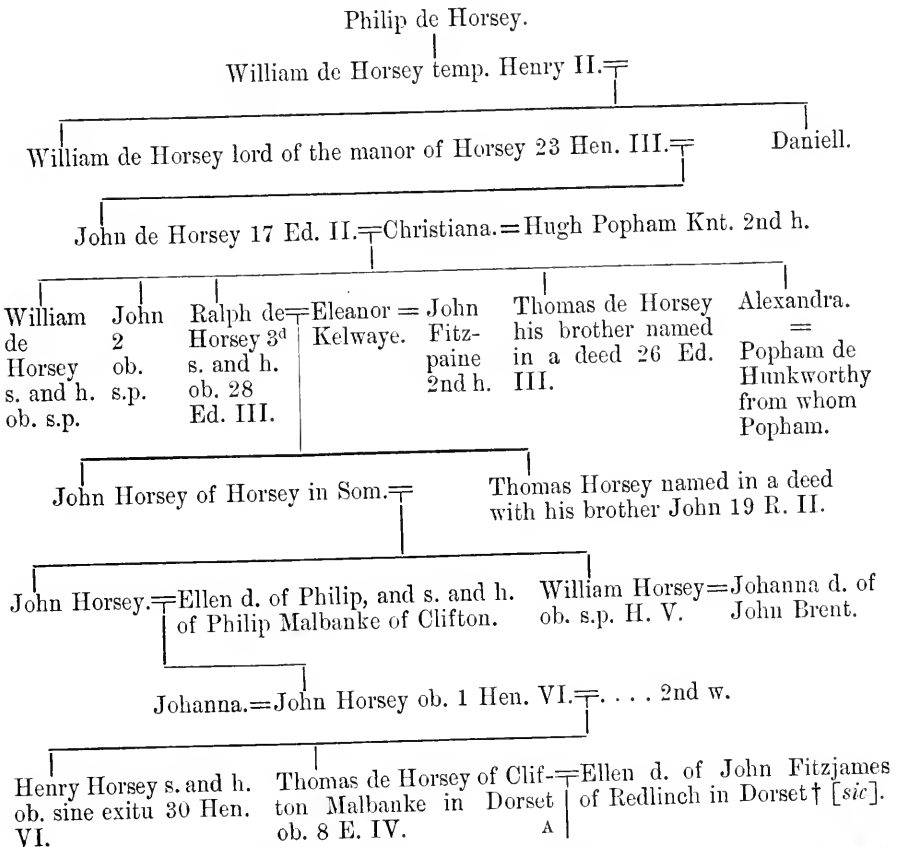 Philip de Horsey.
William de Horsey temp. Henry II.
William de Horsey lord of the manor of Horsey 23 Hen. III.
Daniell.
John de Horsey 17 Ed. II.=Christiana.=Hugh Popham Knt. 2nd h.
William
de
Horsey
s. and h.
ob. s.p.
John
2
ob.
s.p.
Ralph de=
Horsey 3d
s. and h.
ob. 28
Ed. III.
Eleanor =
Kelwaye.
John
Fitz-
paine
2nd h.
Thomas de Horsey
his brother named
in a deed 26 Ed.
III.
Alexandra.
=
Popham de
Hunkworthy
from whom
Popham.
John Horsey of Horsey in Som.
Thomas Horsey named in a deed
with his brother John 19 R. II.
John Horsey.=Ellen d. of Philip, and s. and h.
of Philip Malbanke of Clifton.
William Horsey=
ob. s.p. H. V.
Johanna d. of
John Brent.
Johanna.=John Horsey ob. 1 Hen. VI.=. . . . 2nd w.
Henry Horsey s. and h.
ob. sine exitu 30 Hen.
VI.
Thomas de Horsey of Clif-
ton Malbanke in Dorset
ob. 8 E. IV.
A
=Ellen d. of John Fitzjames
of Redlinch in Dorset† [sic].